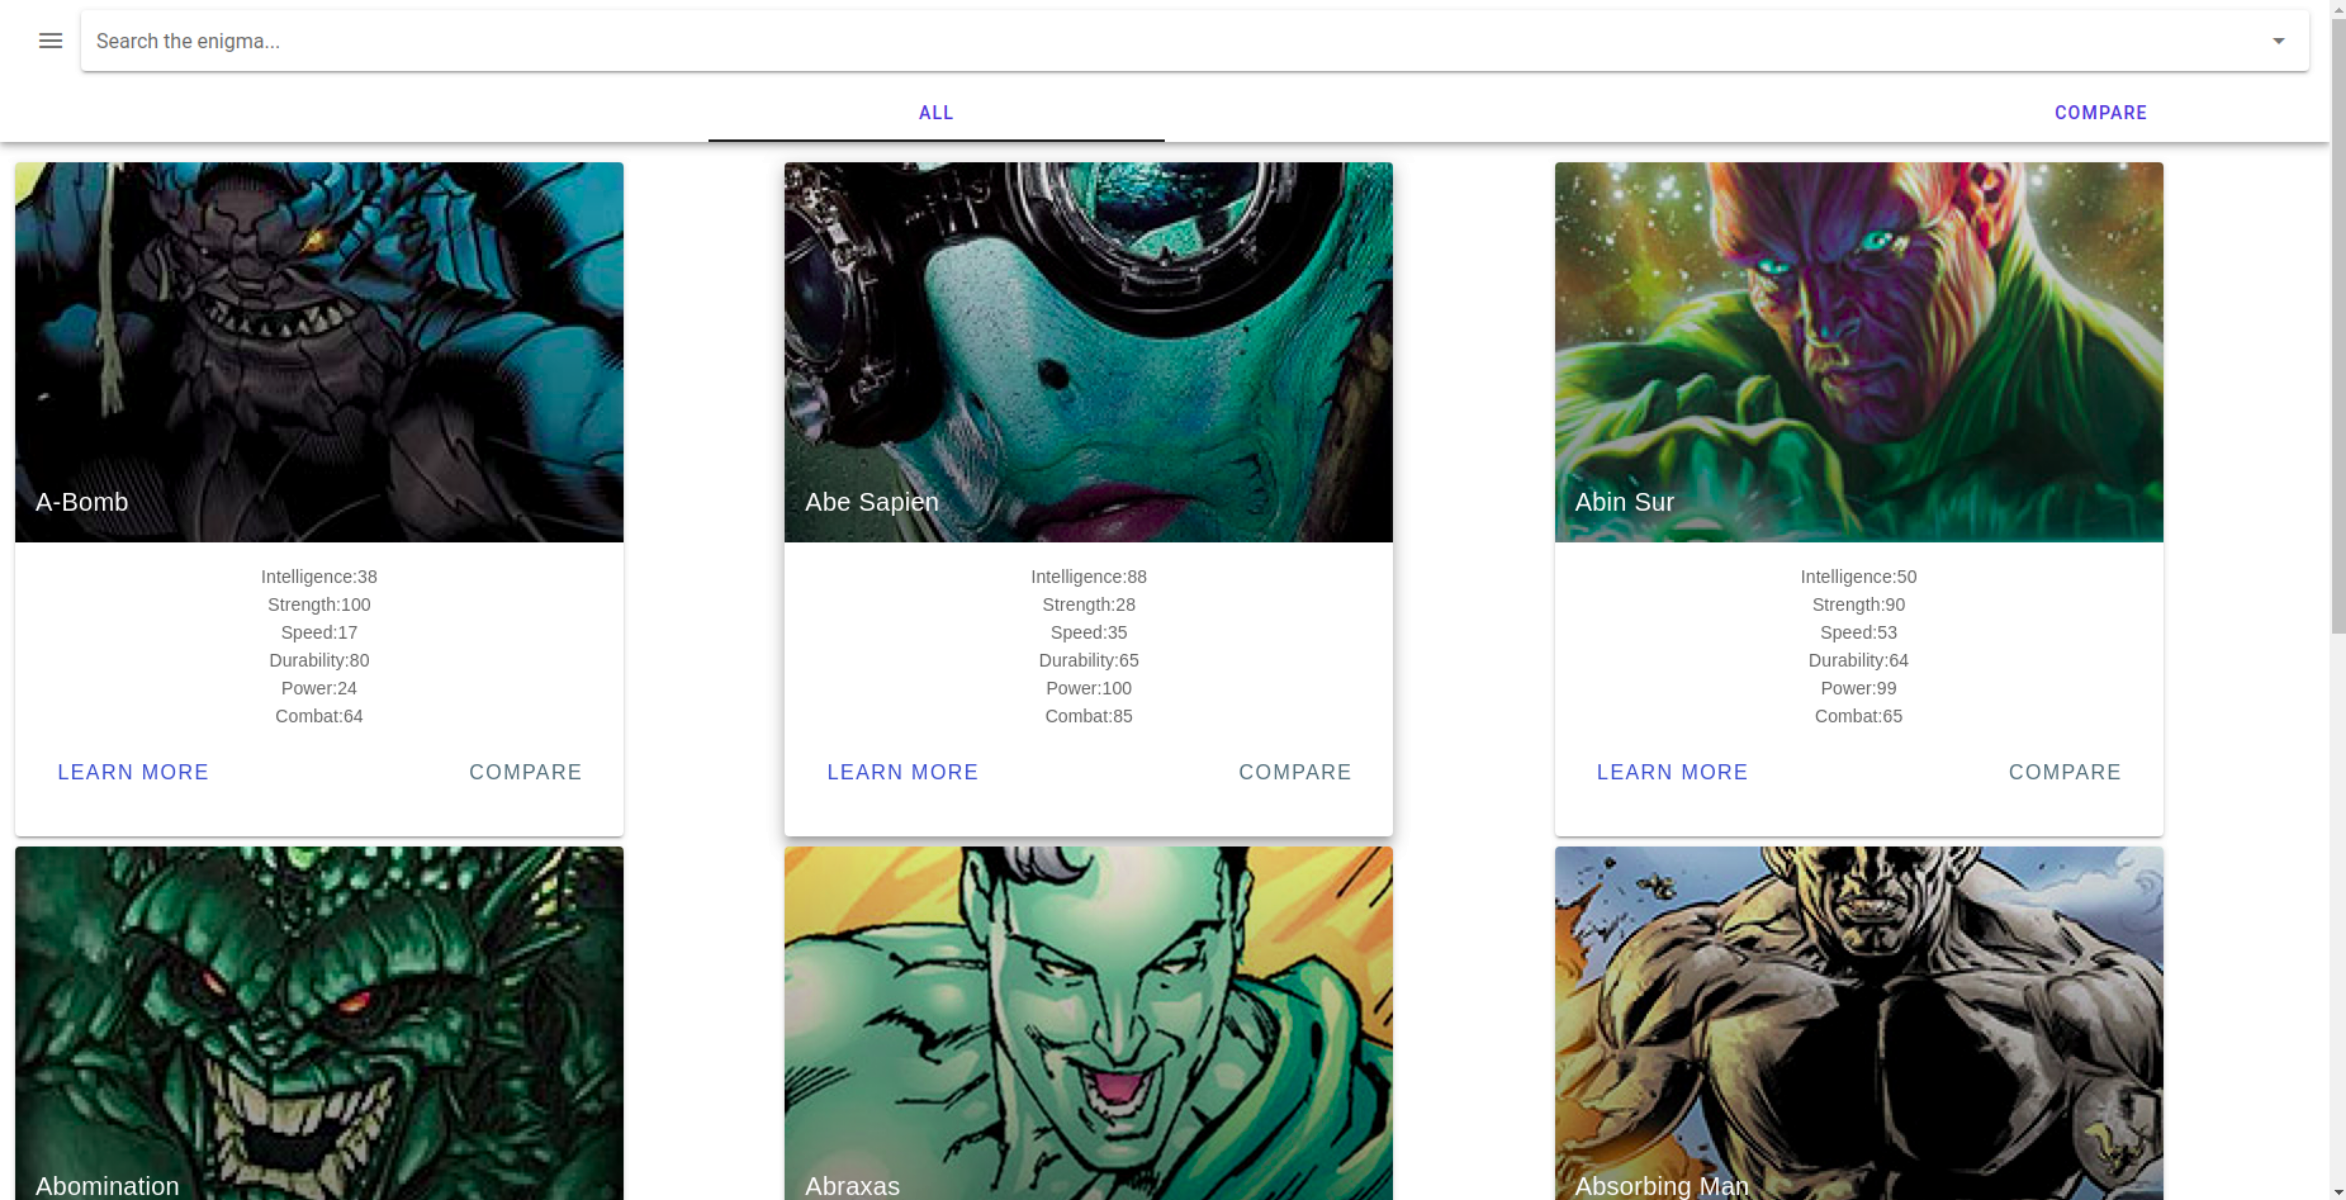 Search the enigma...
ALL
COMPARE
A-Bomb
Intelligence:38
Strength:100
Speed:17
Durability:80
Power:24
Combat:64
LEARN MORE
COMPARE
Abe Sapien
Intelligence:88
Strength:28
Speed:35
Durability:65
Power:100
Combat:85
LEARN MORE
COMPARE
Abin Sur
Intelligence:50
Strength:90
Speed:53
Durability:64
Power:99
Combat:65
LEARN MORE
COMPARE
Abomination
Abraxas
Absorbing Man